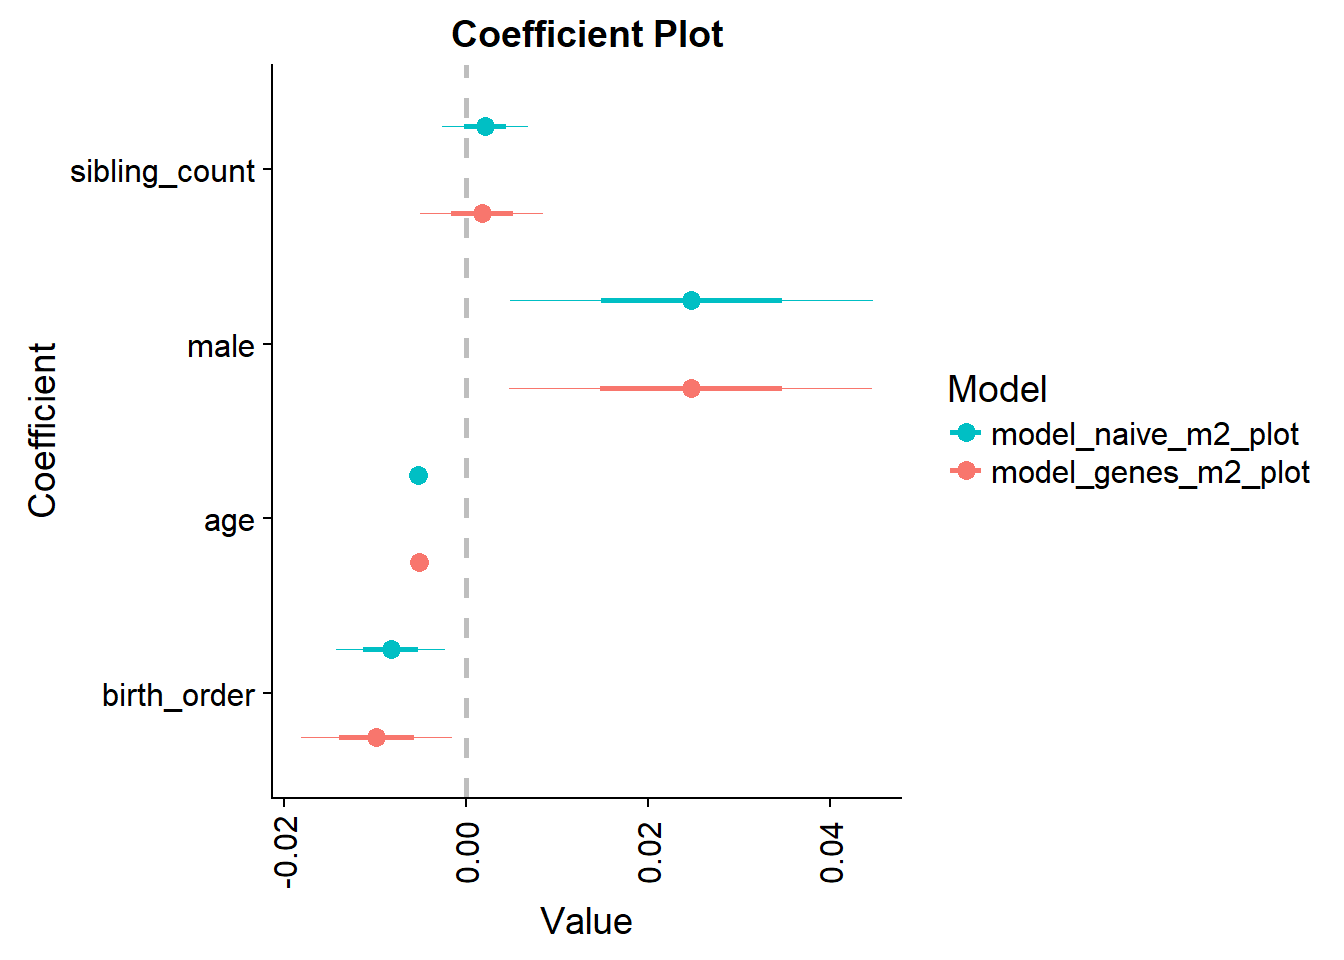 Coefficient Plot
Coefficient
sibling_count
male
age
birth_order
-0.02
0.00
0.02
0.04
Value
Model
model_naive_m2_plot
model_genes_m2_plot